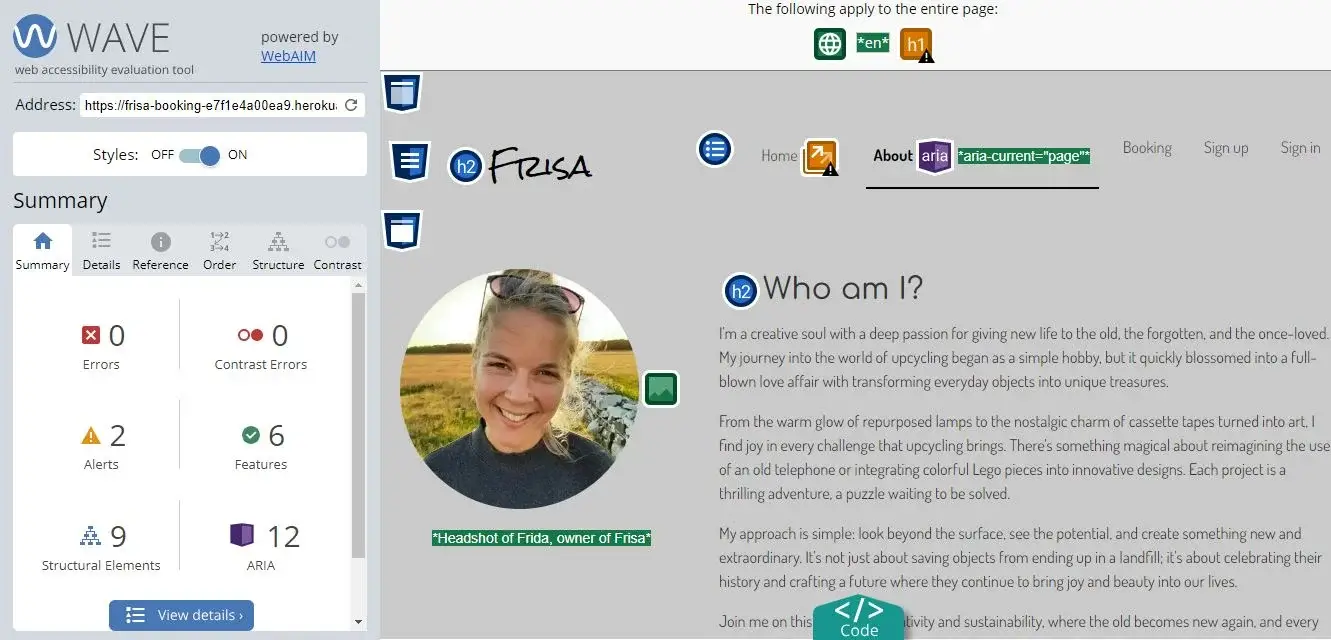 WAVE
web accessibility evaluation tool
powered by
WebAIM
Address: https://frisa-booking-e7f1e4a00ea9.heroku
Styles: OFF ON
Summary
Summary Details Reference Order Structure Contrast
0
Errors
0
Contrast Errors
2
Alerts
6
Features
9
Structural Elements
12
ARIA
View details ›
The following apply to the entire page:
*en* h1
h2 Frisa
Home About aria *aria-current="page"* Booking Sign up Sign in
*Headshot of Frida, owner of Frisa*
h2 Who am I?
I'm a creative soul with a deep passion for giving new life to the old, the forgotten, and the once-loved.
My journey into the world of upcycling began as a simple hobby, but it quickly blossomed into a full-
blown love affair with transforming everyday objects into unique treasures.
From the warm glow of repurposed lamps to the nostalgic charm of cassette tapes turned into art, I
find joy in every challenge that upcycling brings. There's something magical about reimagining the use
of an old telephone or integrating colorful Lego pieces into innovative designs. Each project is a
thrilling adventure, a puzzle waiting to be solved.
My approach is simple: look beyond the surface, see the potential, and create something new and
extraordinary. It's not just about saving objects from ending up in a landfill; it's about celebrating their
history and crafting a future where they continue to bring joy and beauty into our lives.
Join me on this tivity and sustainability, where the old becomes new again, and every
</> Code